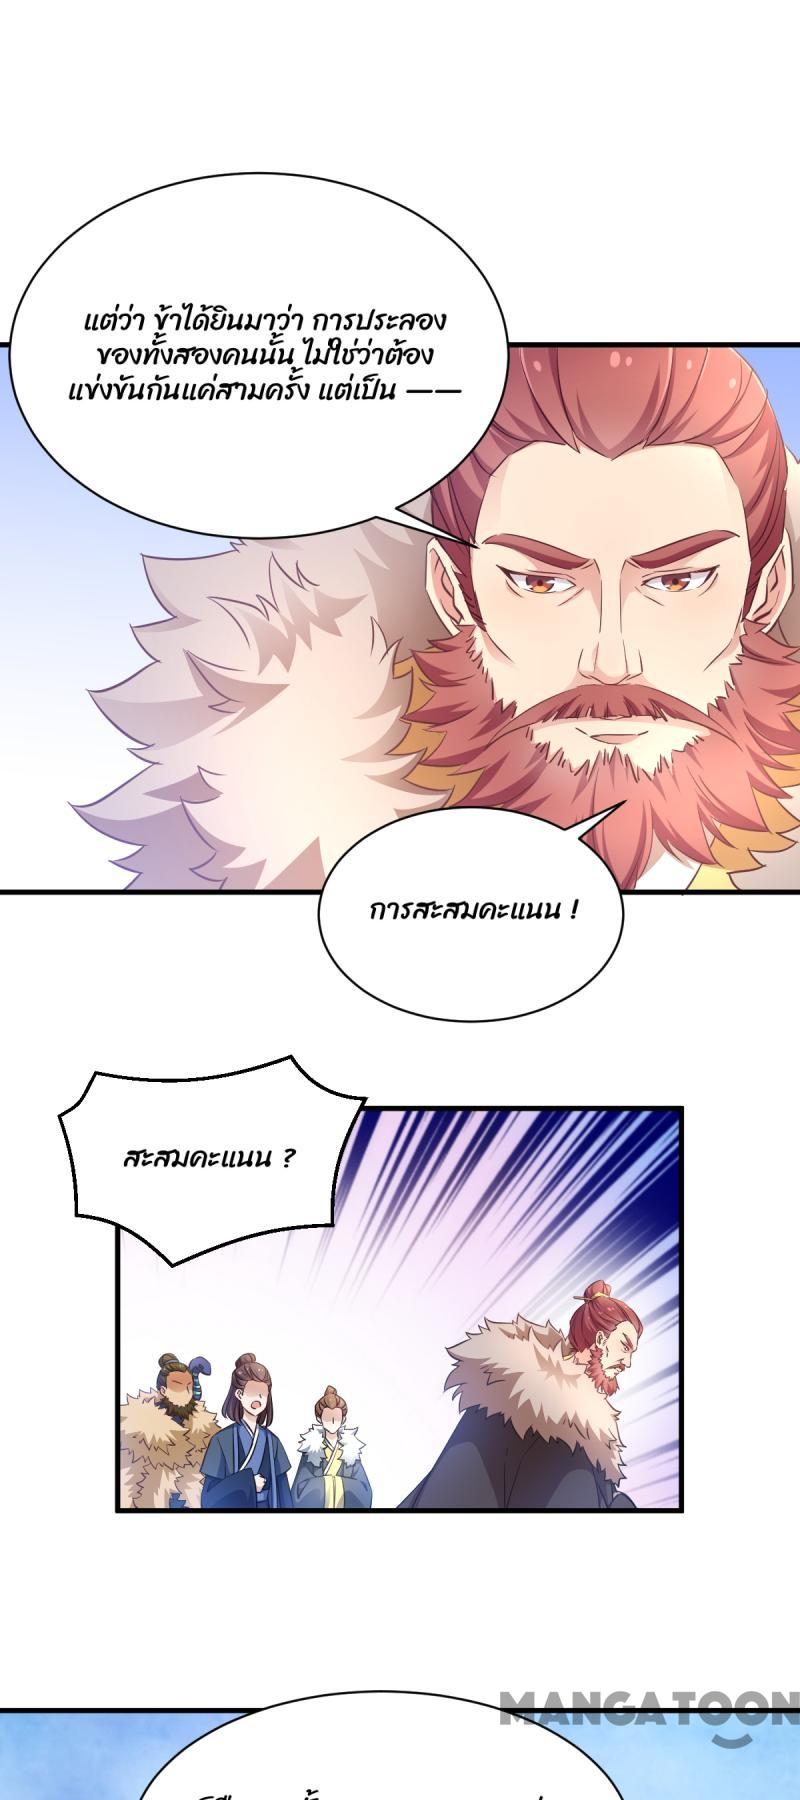 แต่ว่า ข้าได้ยินมาว่า การประลอง
ของทั้งสองคนนั้น ไม่ใช่ว่าต้อง
แข่งขันกันแค่สามครั้ง แต่เป็น ——
การสะสมคะแนน !
สะสมคะแนน ?
MANGATOON